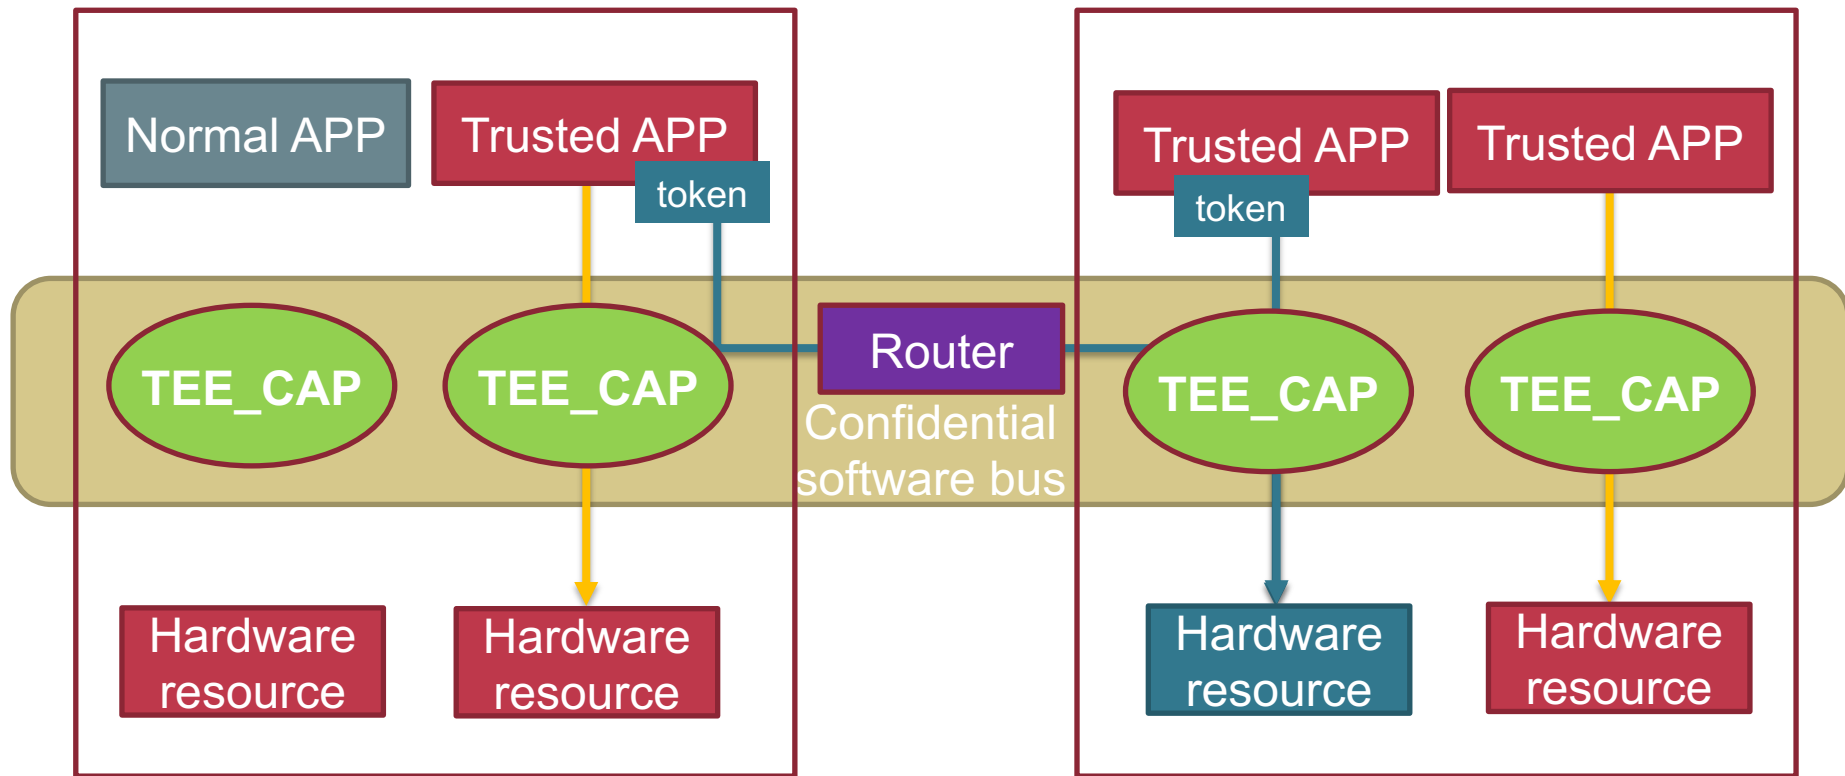 Normal APP
Trusted APP
token
Trusted APP
token
Trusted APP
TEE_CAP
TEE_CAP
Router
Confidential
software bus
TEE_CAP
TEE_CAP
Hardware
resource
Hardware
resource
Hardware
resource
Hardware
resource